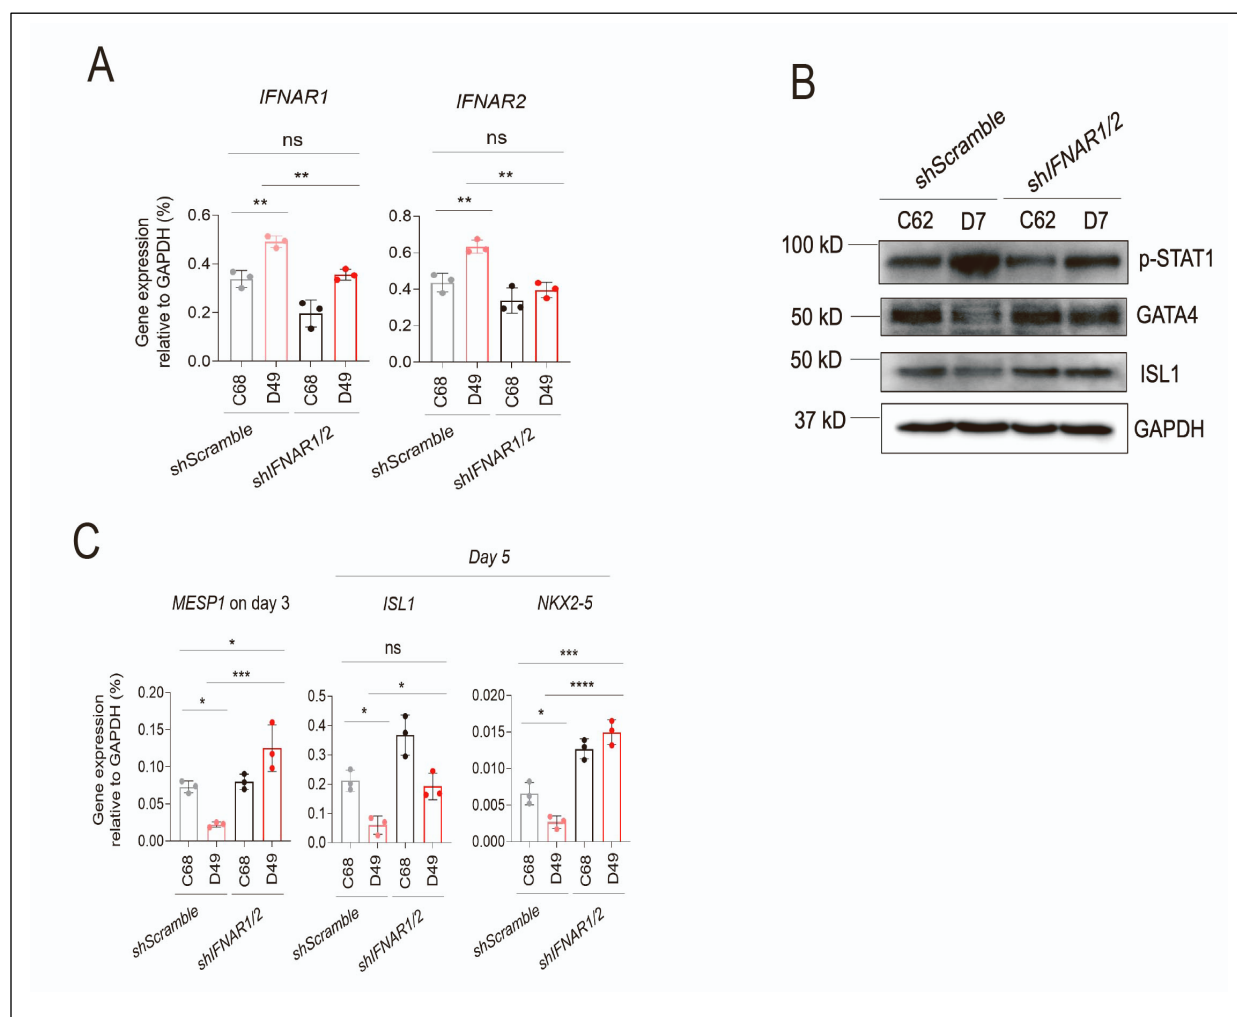 A
IFNAR1
ns
**
**
Gene expression
relative to GAPDH (%)
0.6
0.4
0.2
0.0
C68
D49
C68
D49
shScramble
shIFNAR1/2
IFNAR2
ns
**
**
0.8
0.6
0.4
0.2
0.0
C68
D49
C68
D49
shScramble
shIFNAR1/2
B
shScramble
shIFNAR1/2
C62 D7 C62 D7
100 kD
p-STAT1
50 kD
GATA4
50 kD
ISL1
37 kD
GAPDH
C
Day 5
MESP1 on day 3
*
***
*
Gene expression
relative to GAPDH (%)
0.20
0.15
0.10
0.05
0.00
C68
D49
C68
D49
shScramble
shIFNAR1/2
ISL1
ns
*
*
0.5
0.4
0.3
0.2
0.1
0.0
C68
D49
C68
D49
shScramble
shIFNAR1/2
NKX2-5
***
****
*
0.020
0.015
0.010
0.005
0.000
C68
D49
C68
D49
shScramble
shIFNAR1/2